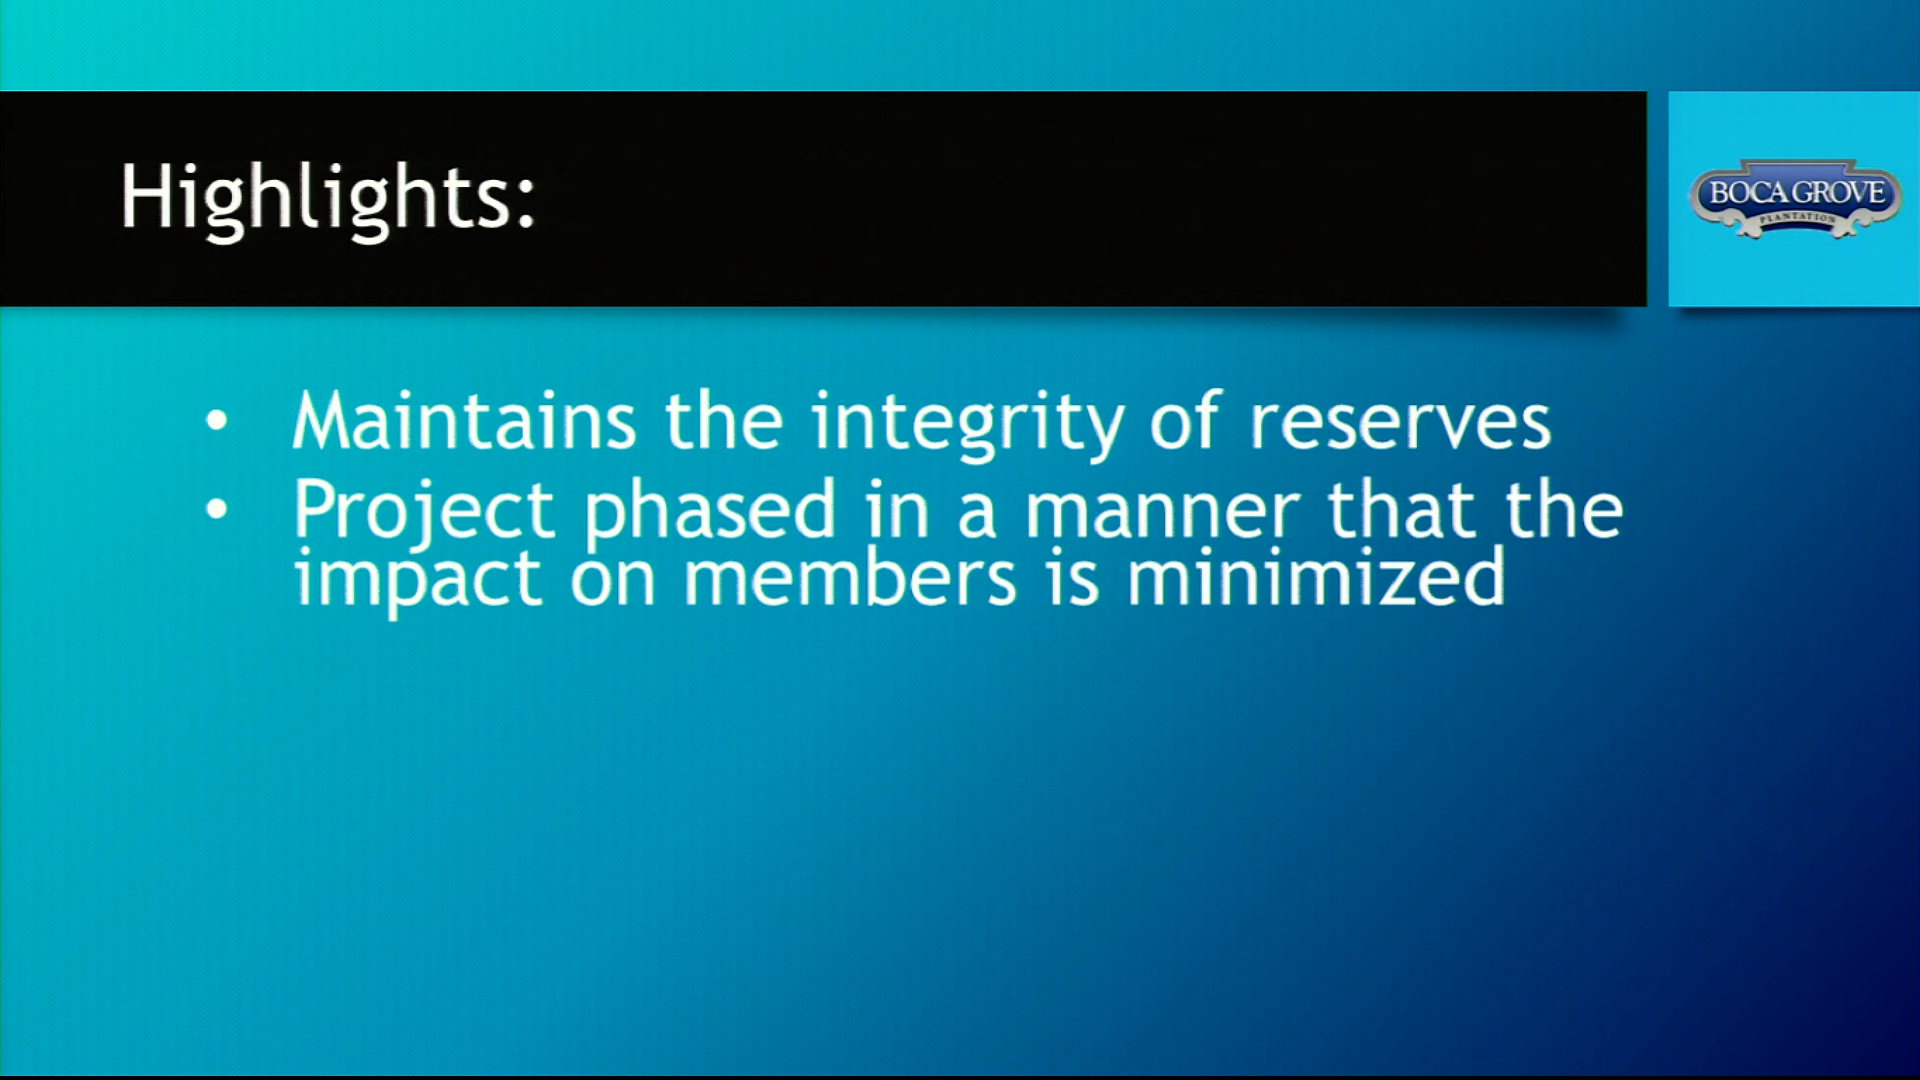 Highlights:
BOCA GROVE
PLANTATION
• Maintains the integrity of reserves
• Project phased in a manner that the
impact on members is minimized